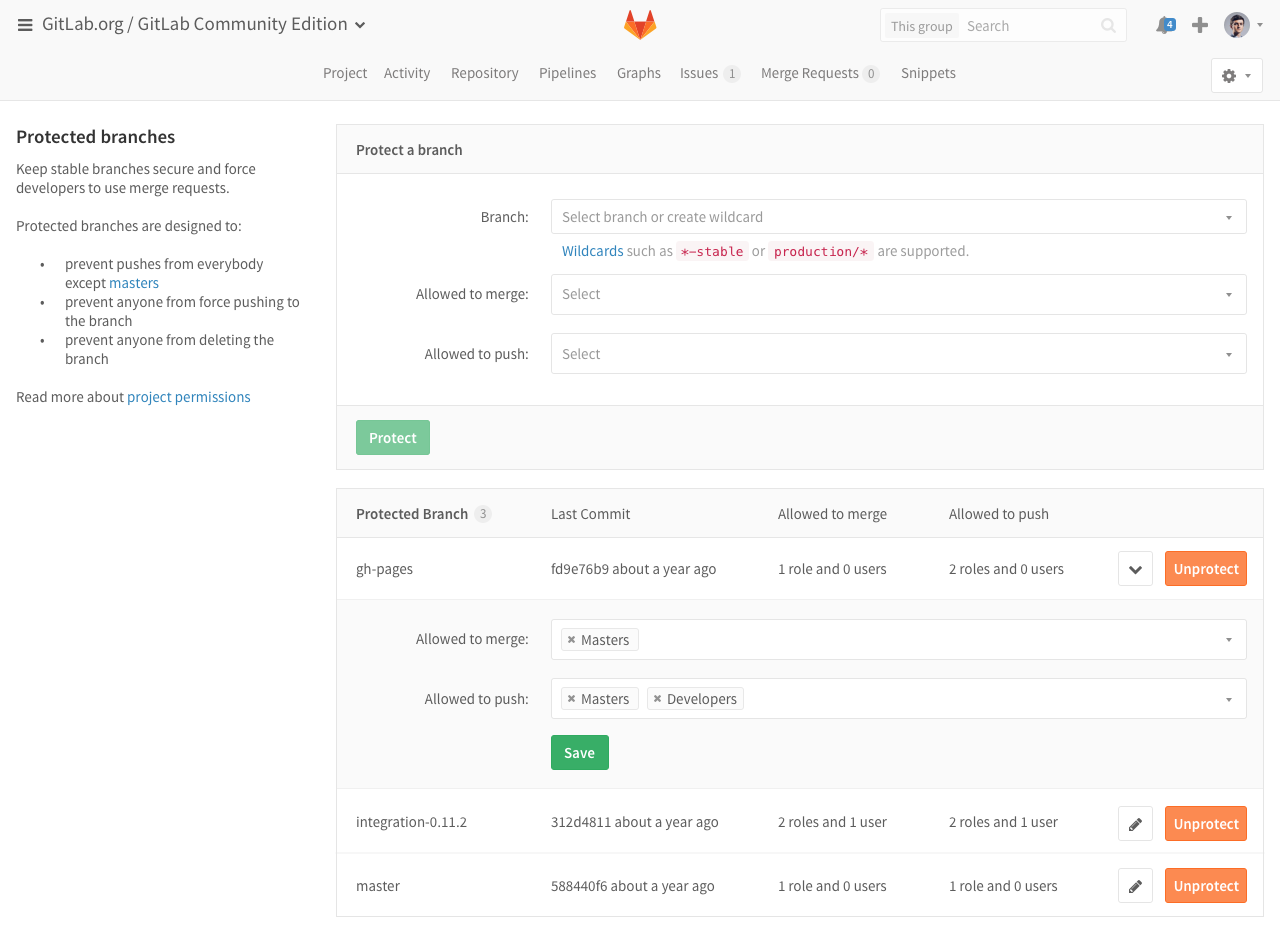 GitLab.org / GitLab Community Edition
This group Search
4
Project Activity Repository Pipelines Graphs Issues 1 Merge Requests 0 Snippets
Protected branches
Keep stable branches secure and force
developers to use merge requests.
Protected branches are designed to:
• prevent pushes from everybody
except masters
• prevent anyone from force pushing to
the branch
• prevent anyone from deleting the
branch
Read more about project permissions
Protect a branch
Branch: Select branch or create wildcard
Wildcards such as *-stable or production/* are supported.
Allowed to merge: Select
Allowed to push: Select
Protect
Protected Branch 3 Last Commit Allowed to merge Allowed to push
gh-pages fd9e76b9 about a year ago 1 role and 0 users 2 roles and 0 users Unprotect
Allowed to merge: Masters
Allowed to push: Masters Developers
Save
integration-0.11.2 312d4811 about a year ago 2 roles and 1 user 2 roles and 1 user Unprotect
master 588440f6 about a year ago 1 role and 0 users 1 role and 0 users Unprotect